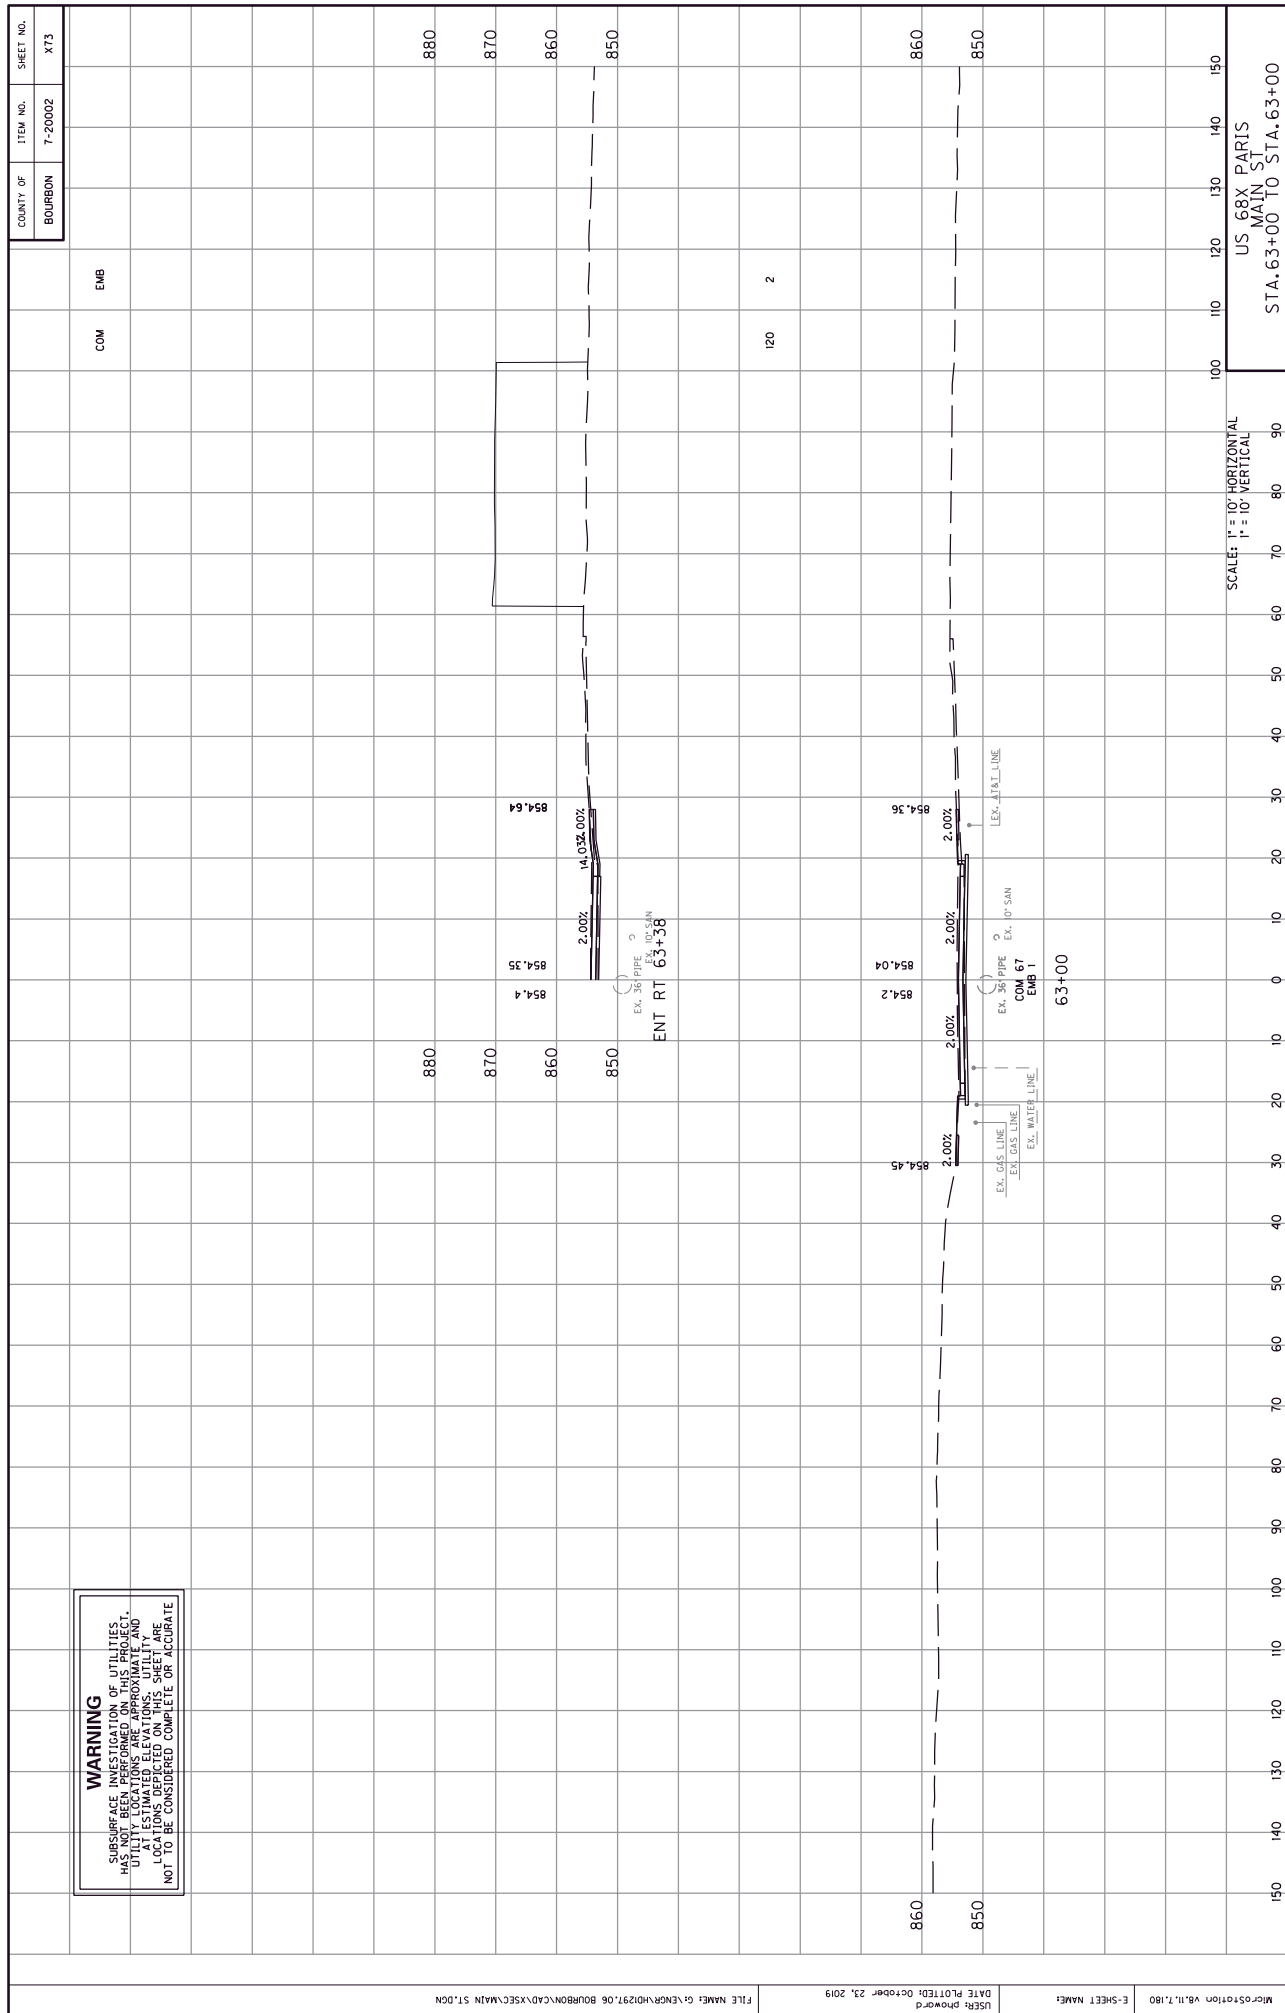 COUNTY OF
ITEM NO.
SHEET NO.
BOURBON
7-20002
X73
COM
EMB
WARNING
SUBSURFACE INVESTIGATION OF UTILITIES
HAS NOT BEEN PERFORMED ON THIS PROJECT.
UTILITY LOCATIONS ARE APPROXIMATE AND
AT ESTIMATED ELEVATIONS. UTILITY
LOCATIONS DEPICTED ON THIS SHEET ARE
NOT TO BE CONSIDERED COMPLETE OR ACCURATE
880
880
870
870
860
860
850
850
854.4
854.35
854.64
2.00%
14.03%
2.00%
EX. 36" PIPE
EX. 10" SAN
ENT RT 63+38
120
2
860
860
850
850
854.45
854.2
854.04
854.36
2.00%
2.00%
2.00%
2.00%
EX. GAS LINE
EX. GAS LINE
EX. WATER LINE
EX. 36" PIPE
EX. 10" SAN
EX. AT&T LINE
COM 67
EMB 1
63+00
SCALE: 1" = 10' HORIZONTAL
1" = 10' VERTICAL
150 140 130 120 110 100 90 80 70 60 50 40 30 20 10 0 10 20 30 40 50 60 70 80 90 100 110 120 130 140 150
US 68X PARIS
MAIN ST
STA. 63+00 TO STA. 63+00
MicroStation v8.11.7.180
E-SHEET NAME:
USER: phoward
DATE PLOTTED: October 23, 2019
FILE NAME: G:\ENGR\HD1297.06 BOURBON\CAD\XSEC\MAIN ST.DGN